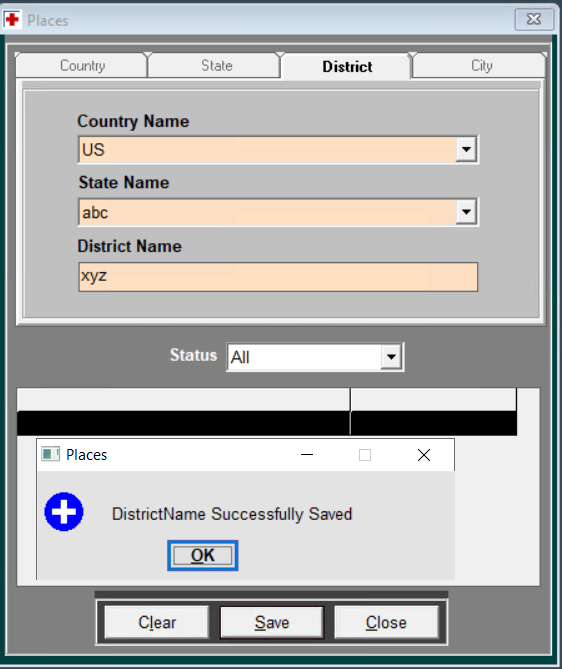 Places
Country State District City
Country Name
US
State Name
abc
District Name
xyz
Status All
Places
DistrictName Successfully Saved
OK
Clear Save Close